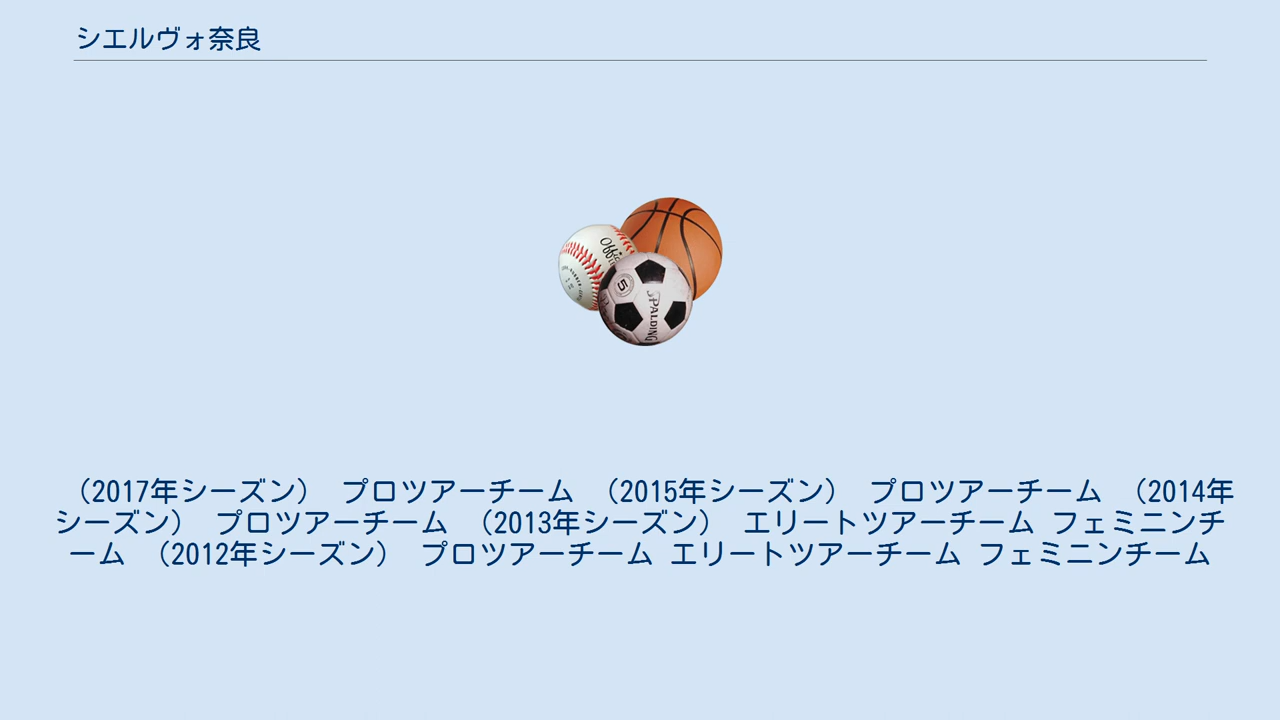 シエルヴォ奈良
Offici
5
SPALDING
（2017年シーズン） プロツアーチーム （2015年シーズン） プロツアーチーム （2014年
シーズン） プロツアーチーム （2013年シーズン） エリートツアーチーム フェミニンチ
ーム （2012年シーズン） プロツアーチーム エリートツアーチーム フェミニンチーム